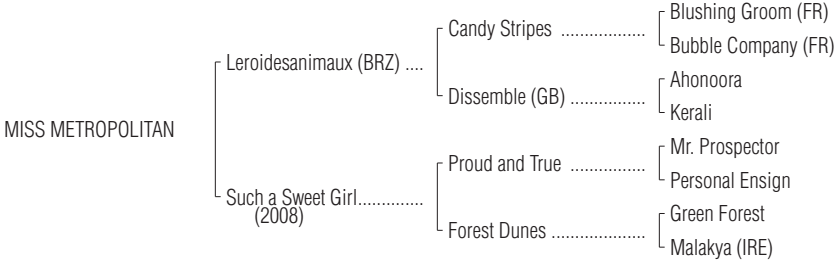 Blushing Groom (FR)
Candy Stripes ..................
Bubble Company (FR)
Leroidesanimaux (BRZ) ....
Ahonoora
Dissemble (GB) ................
Kerali
MISS METROPOLITAN
Mr. Prospector
Proud and True ................
Personal Ensign
Such a Sweet Girl..............
(2008)
Green Forest
Forest Dunes ....................
Malakya (IRE)